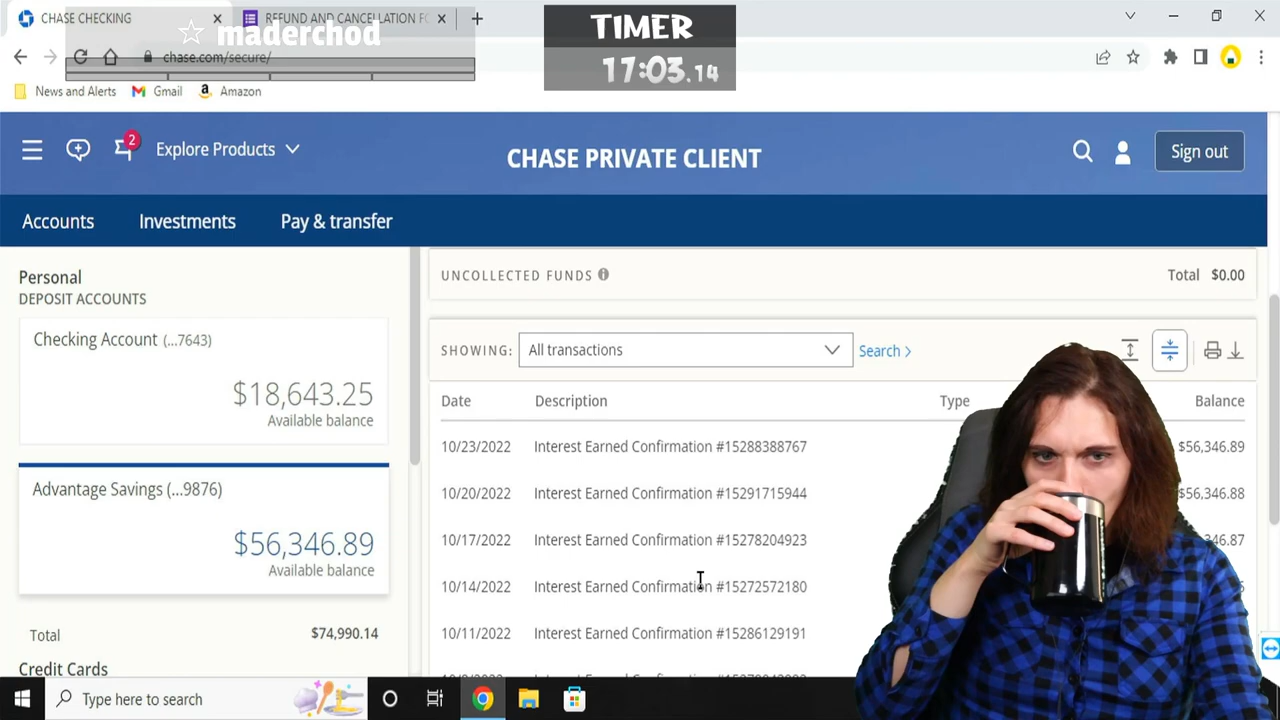 CHASE CHECKING
REFUND AND CANCELLATION FO
maderchod
chase.com/secure/
TIMER
17:03.14
News and Alerts Gmail Amazon
2
Explore Products
CHASE PRIVATE CLIENT
Sign out
Accounts Investments Pay & transfer
Personal
DEPOSIT ACCOUNTS
Checking Account (...7643)
$18,643.25
Available balance
Advantage Savings (...9876)
$56,346.89
Available balance
Total $74,990.14
Credit Cards
UNCOLLECTED FUNDS Total $0.00
SHOWING: All transactions Search
Date Description Type Balance
10/23/2022 Interest Earned Confirmation #15288388767 $56,346.89
10/20/2022 Interest Earned Confirmation #15291715944 $56,346.88
10/17/2022 Interest Earned Confirmation #15278204923 346.87
10/14/2022 Interest Earned Confirmation #15272572180
10/11/2022 Interest Earned Confirmation #15286129191
Type here to search